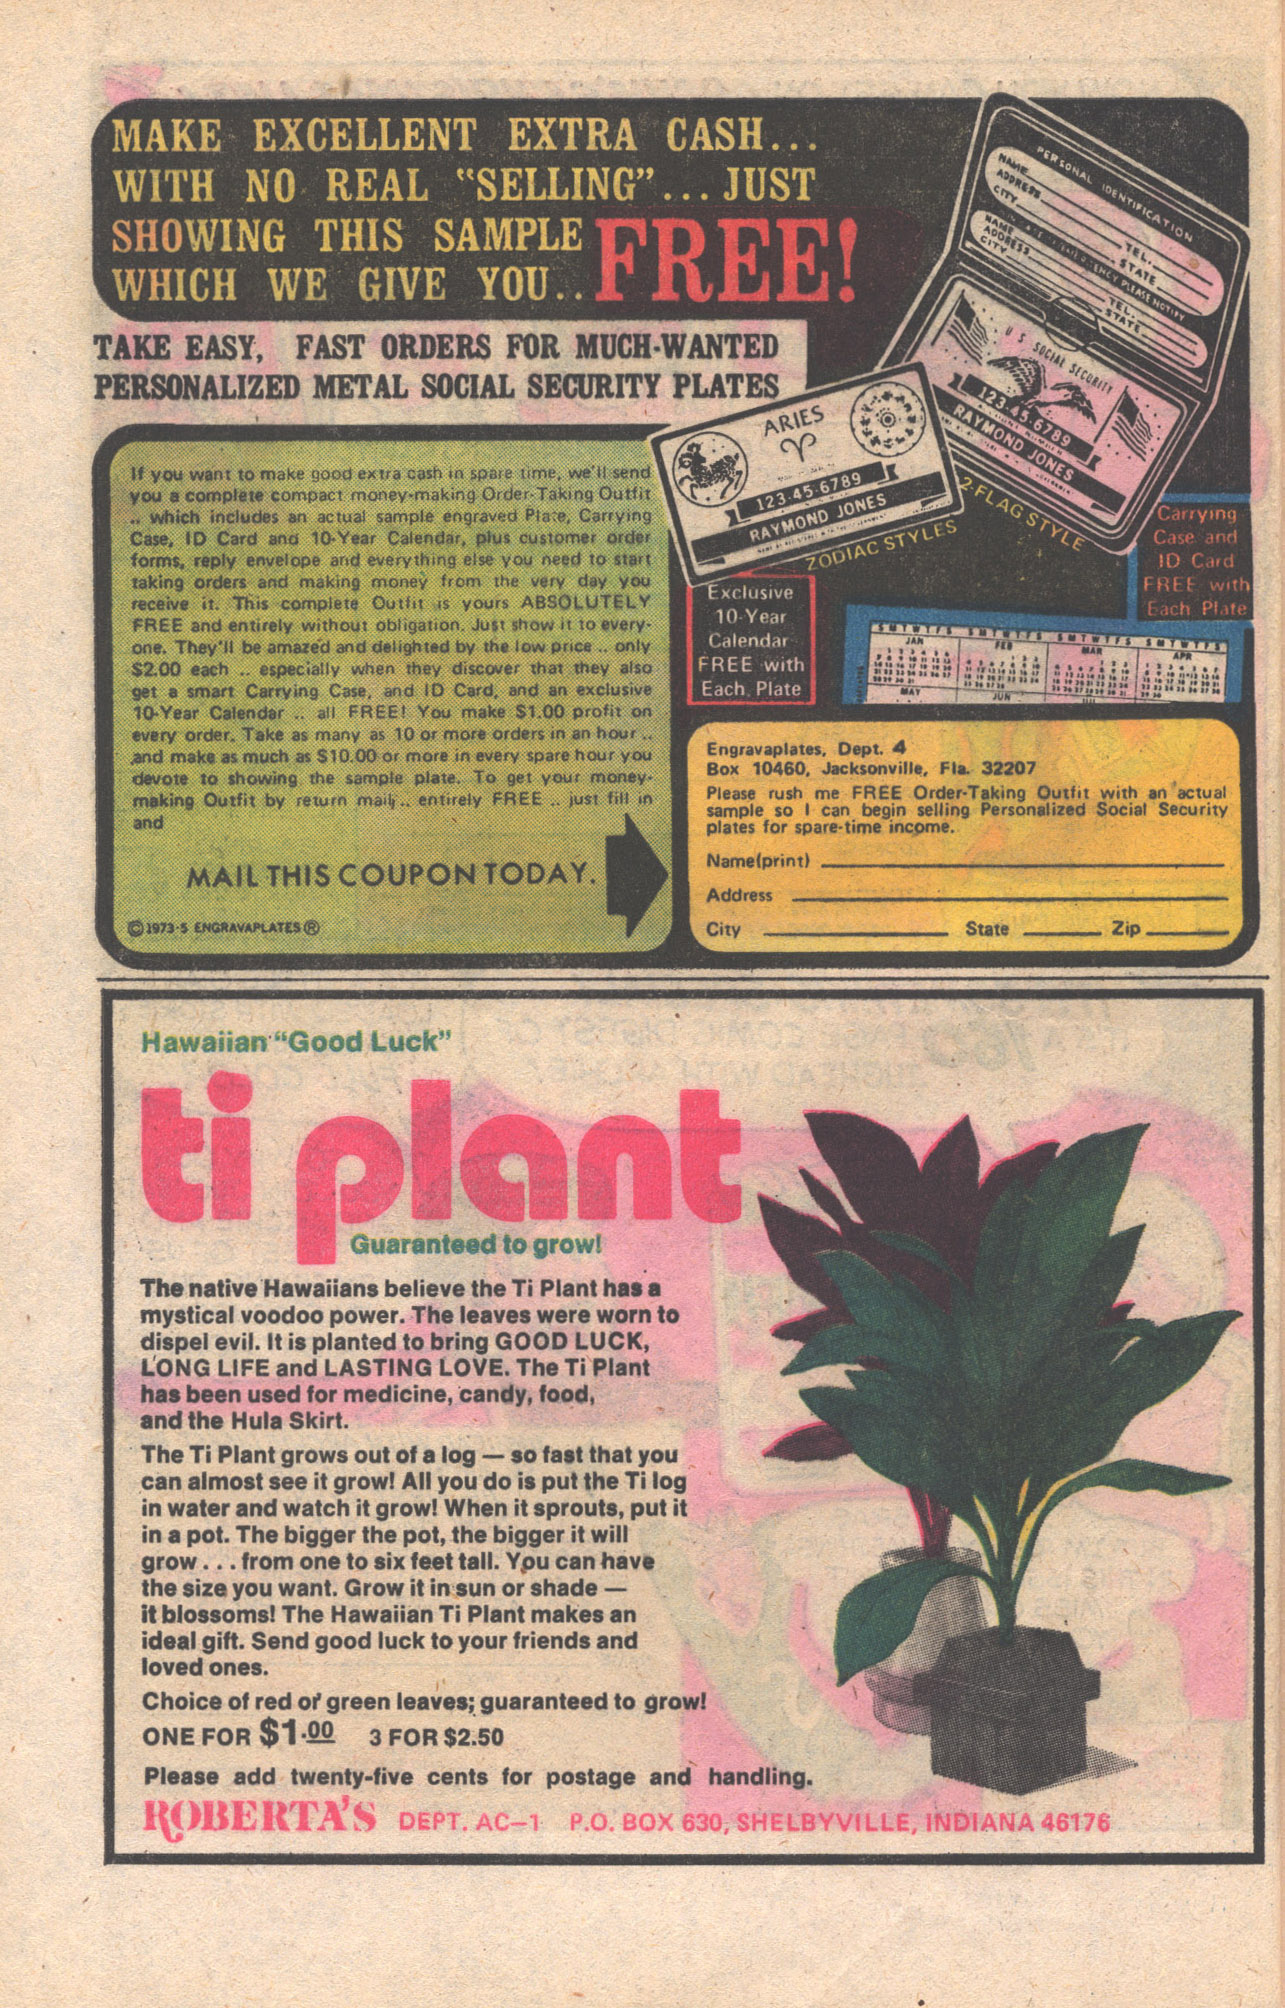 MAKE EXCELLENT EXTRA CASH...
WITH NO REAL "SELLING"... JUST
SHOWING THIS SAMPLE
WHICH WE GIVE YOU.. FREE!
TAKE EASY, FAST ORDERS FOR MUCH-WANTED
PERSONALIZED METAL SOCIAL SECURITY PLATES
If you want to make good extra cash in spare time, we'll send
you a complete compact money-making Order-Taking Outfit
.. which includes an actual sample engraved Plate, Carrying
Case, ID Card and 10-Year Calendar, plus customer order
forms, reply envelope and everything else you need to start
taking orders and making money from the very day you
receive it. This complete Outfit is yours ABSOLUTELY
FREE and entirely without obligation. Just show it to every-
one. They'll be amazed and delighted by the low price .. only
$2.00 each .. especially when they discover that they also
get a smart Carrying Case, and ID Card, and an exclusive
10-Year Calendar .. all FREE! You make $1.00 profit on
every order. Take as many as 10 or more orders in an hour ..
and make as much as $10.00 or more in every spare hour you
devote to showing the sample plate. To get your money-
making Outfit by return mail .. entirely FREE .. just fill in
and
MAIL THIS COUPON TODAY.
©1973-5 ENGRAVAPLATES®
PERSONAL IDENTIFICATION
NAME
ADDRESS
CITY
TEL.
STATE
EMERGENCY PLEASE NOTIFY
NAME
ADDRESS
CITY
TEL.
STATE
U S SOCIAL SECURITY
123-45-6789
RAYMOND JONES
2-FLAG STYLE
ARIES
123-45-6789
RAYMOND JONES
ZODIAC STYLES
Carrying
Case and
ID Card
FREE with
Each Plate
Exclusive
10-Year
Calendar
FREE with
Each Plate
S M T W T F S S M T W T F S S M T W T F S S M T W T F S
JAN FEB MAR APR
MAY JUN
Engravaplates, Dept. 4
Box 10460, Jacksonville, Fla. 32207
Please rush me FREE Order-Taking Outfit with an actual
sample so I can begin selling Personalized Social Security
plates for spare-time income.
Name(print)
Address
City State Zip
Hawaiian "Good Luck"
ti plant
Guaranteed to grow!
The native Hawaiians believe the Ti Plant has a
mystical voodoo power. The leaves were worn to
dispel evil. It is planted to bring GOOD LUCK,
LONG LIFE and LASTING LOVE. The Ti Plant
has been used for medicine, candy, food,
and the Hula Skirt.
The Ti Plant grows out of a log — so fast that you
can almost see it grow! All you do is put the Ti log
in water and watch it grow! When it sprouts, put it
in a pot. The bigger the pot, the bigger it will
grow . . . from one to six feet tall. You can have
the size you want. Grow it in sun or shade —
it blossoms! The Hawaiian Ti Plant makes an
ideal gift. Send good luck to your friends and
loved ones.
Choice of red or green leaves; guaranteed to grow!
ONE FOR $1.00 3 FOR $2.50
Please add twenty-five cents for postage and handling.
ROBERTA'S DEPT. AC-1 P.O. BOX 630, SHELBYVILLE, INDIANA 46176